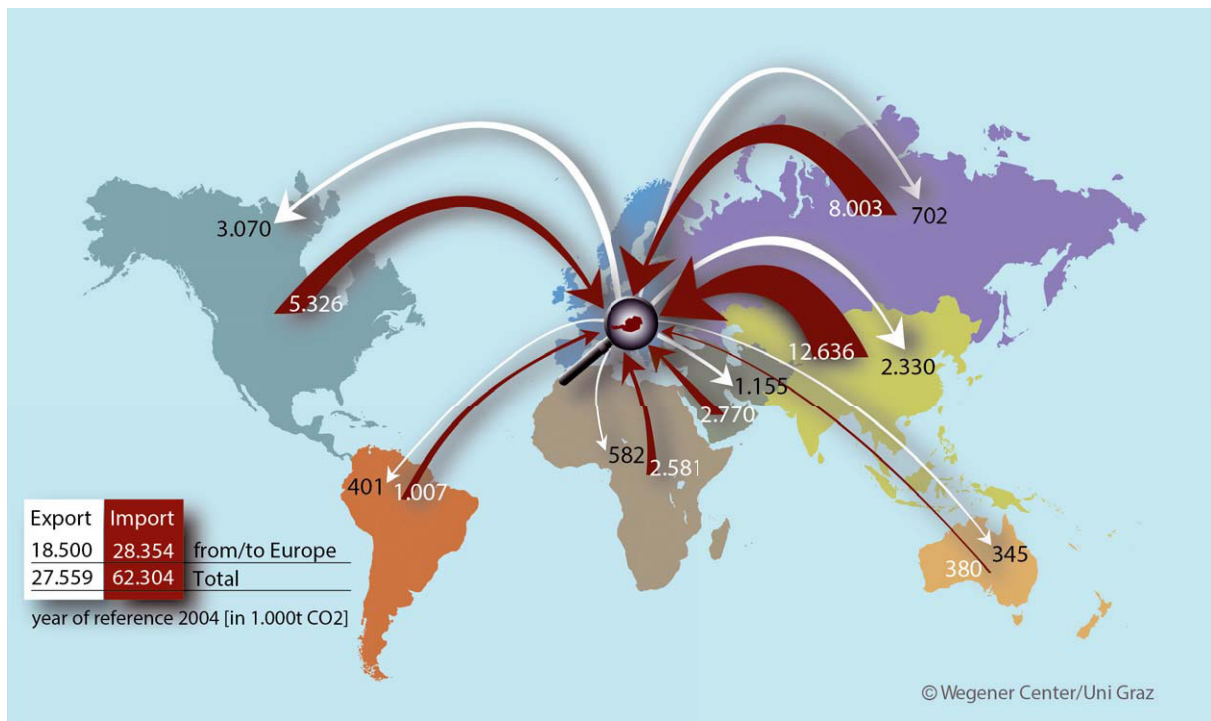 3.070
8.003
702
5.326
12.636
2.330
1.155
2.770
582
2.581
401
1.007
345
380
Export Import
18.500 28.354 from/to Europe
27.559 62.304 Total
year of reference 2004 [in 1.000t CO2]
© Wegener Center/Uni Graz